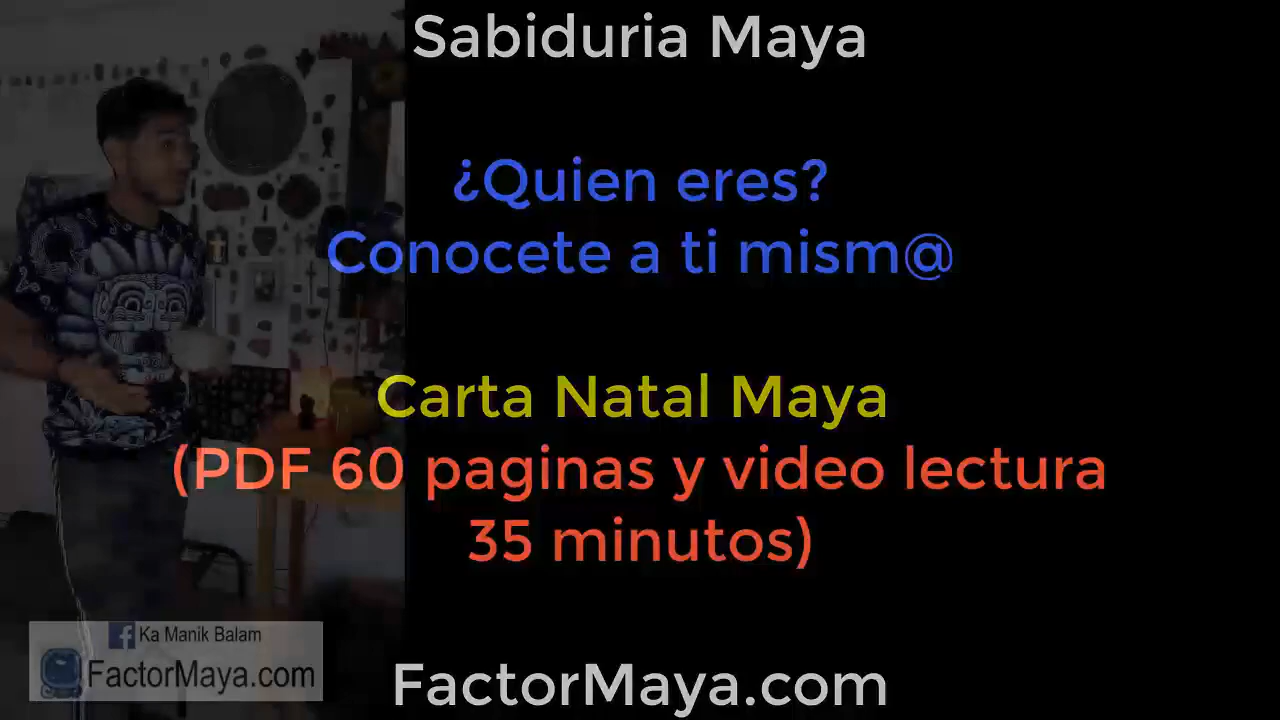 Sabiduria Maya
¿Quien eres?
Conocete a ti mism@
Carta Natal Maya
(PDF 60 paginas y video lectura
35 minutos)
Ka Manik Balam
FactorMaya.com
FactorMaya.com